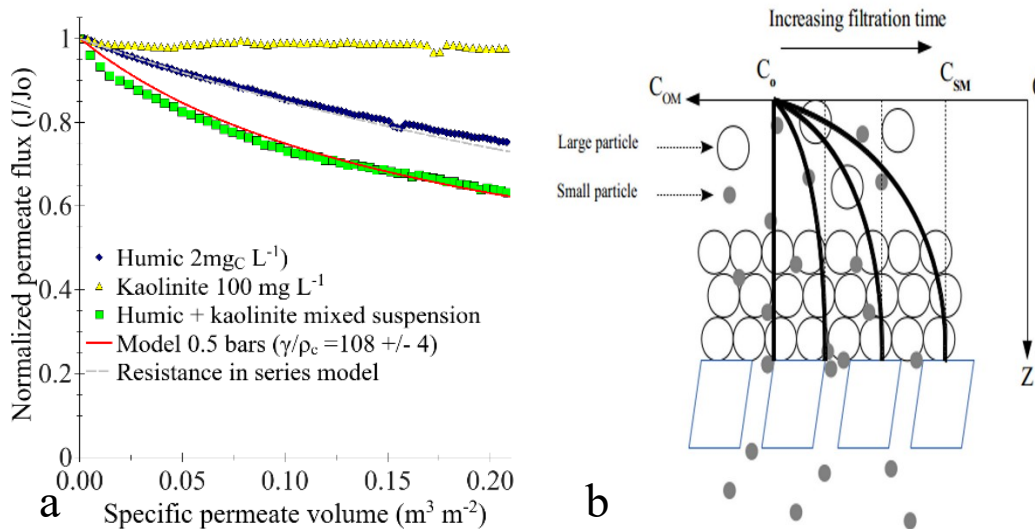 Normalized permeate flux (J/Jo)
1
0.8
0.6
0.4
0.2
0
Humic 2mgC L-1)
Kaolinite 100 mg L-1
Humic + kaolinite mixed suspension
Model 0.5 bars (γ/ρc =108 +/- 4)
Resistance in series model
0.00 0.05 0.10 0.15 0.20
Specific permeate volume (m3 m-2)
a
Increasing filtration time
COM Co CSM
Large particle
Small particle
Z
b